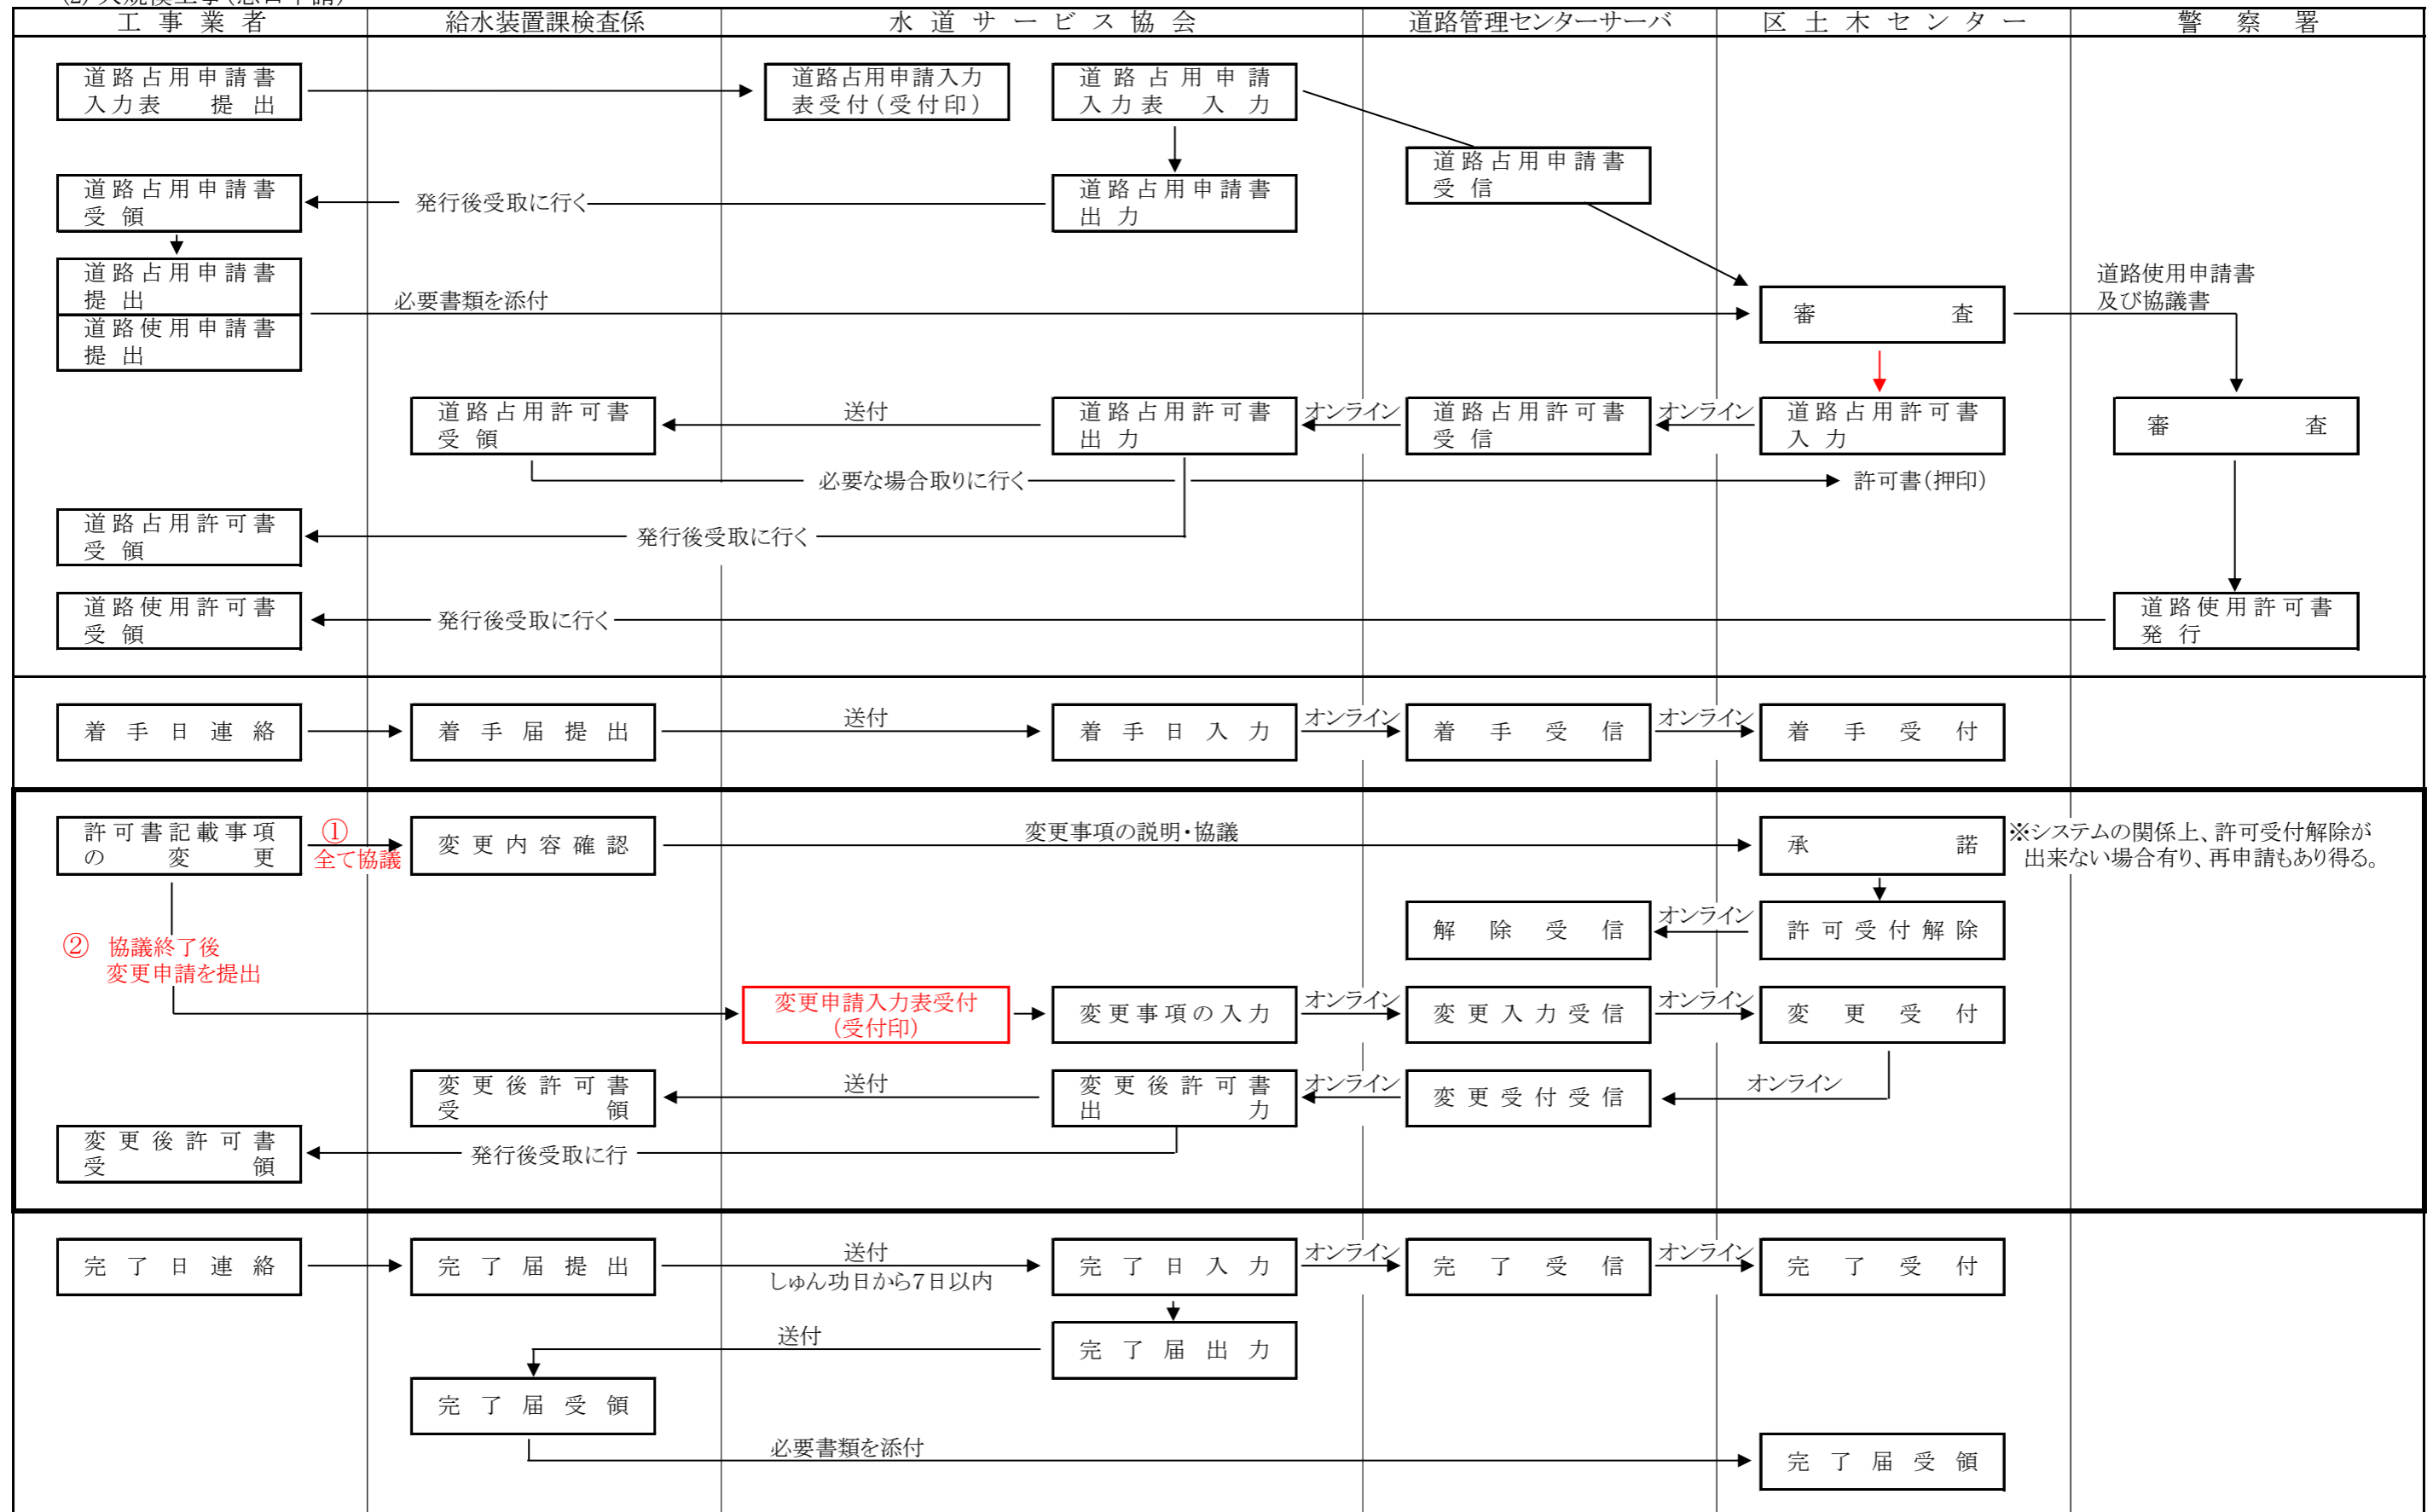 (2) 大規模工事(窓口申請)
工事業者
給水装置課検査係
水道サービス協会
道路管理センターサーバ
区土木センター
警察署
道路占用申請書
入力表 提出
道路占用申請入力
表受付(受付印)
道路占用申請
入力表 入力
道路占用申請書
受信
道路占用申請書
受領
発行後受取に行く
道路占用申請書
出力
道路占用申請書
提出
道路使用申請書
提出
必要書類を添付
審査
道路使用申請書
及び協議書
道路占用許可書
受領
送付
道路占用許可書
出力
オンライン
道路占用許可書
受信
オンライン
道路占用許可書
入力
審査
必要な場合取りに行く
許可書(押印)
道路占用許可書
受領
発行後受取に行く
道路使用許可書
受領
発行後受取に行く
道路使用許可書
発行
着手日連絡
着手届提出
送付
着手日入力
オンライン
着手受信
オンライン
着手受付
許可書記載事項
の変更
①
全て協議
変更内容確認
変更事項の説明・協議
承諾
※システムの関係上、許可受付解除が
出来ない場合有り、再申請もあり得る。
解除受信
オンライン
許可受付解除
② 協議終了後
変更申請を提出
変更申請入力表受付
(受付印)
変更事項の入力
オンライン
変更入力受信
オンライン
変更受付
変更後許可書
受領
送付
変更後許可書
出力
オンライン
変更受付受信
オンライン
変更後許可書
受領
発行後受取に行
完了日連絡
完了届提出
送付
しゅん功日から7日以内
完了日入力
オンライン
完了受信
オンライン
完了受付
送付
完了届出力
完了届受領
必要書類を添付
完了届受領